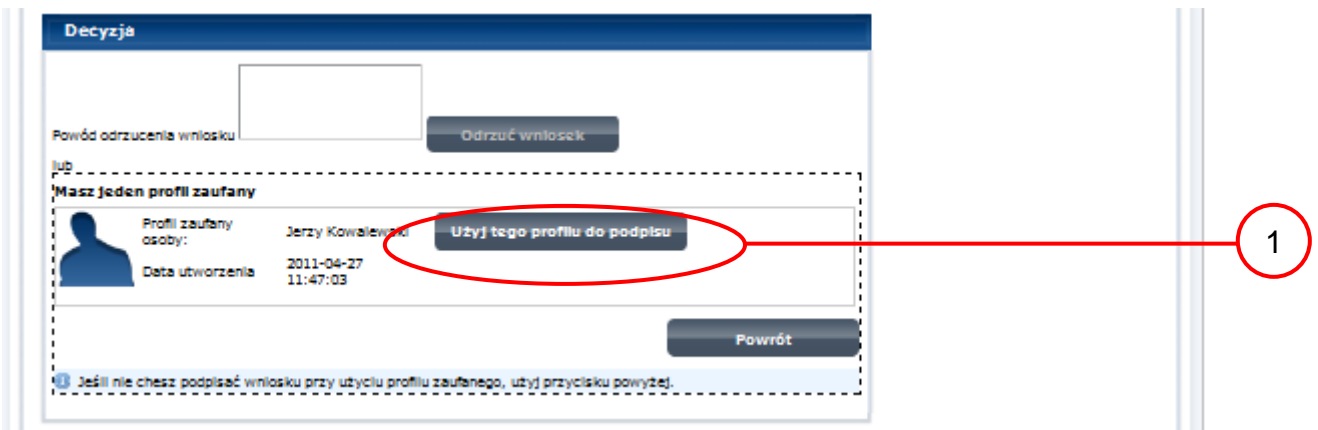 Decyzja
Powód odrzucenia wniosku
Odrzuć wniosek
lub
Masz jeden profil zaufany
Profil zaufany osoby:
Jerzy Kowalewski
Użyj tego profilu do podpisu
Data utworzenia
2011-04-27
11:47:03
Powrót
Jeśli nie chesz podpisać wniosku przy użyciu profilu zaufanego, użyj przycisku powyżej.
1